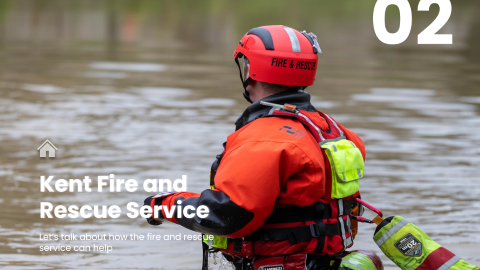 02
FIRE & RESCUE
Kent Fire and
Rescue Service
Let's talk about how the fire and rescue
service can help
20m